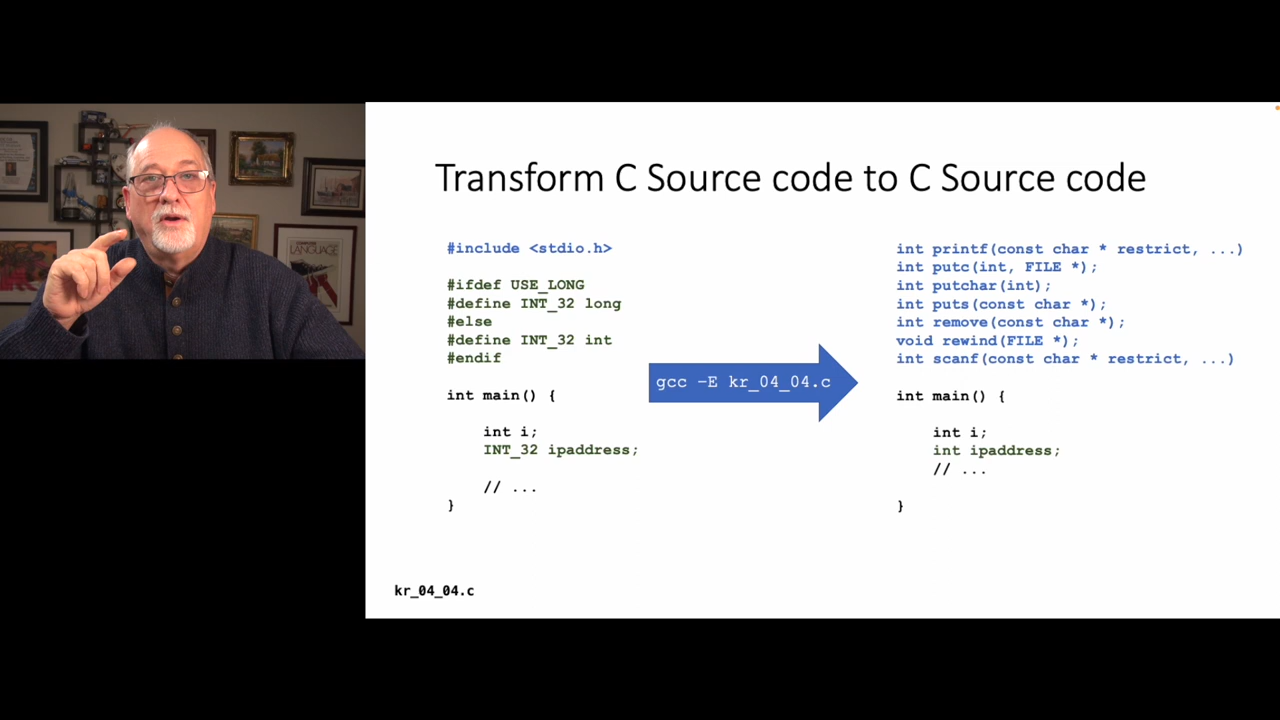 LANGUAGE
Transform C Source code to C Source code
#include <stdio.h>
#ifdef USE_LONG
#define INT_32 long
#else
#define INT_32 int
#endif
int main() {
int i;
INT_32 ipaddress;
// ...
}
gcc –E kr_04_04.c
int printf(const char * restrict, ...)
int putc(int, FILE *);
int putchar(int);
int puts(const char *);
int remove(const char *);
void rewind(FILE *);
int scanf(const char * restrict, ...)
int main() {
int i;
int ipaddress;
// ...
}
kr_04_04.c